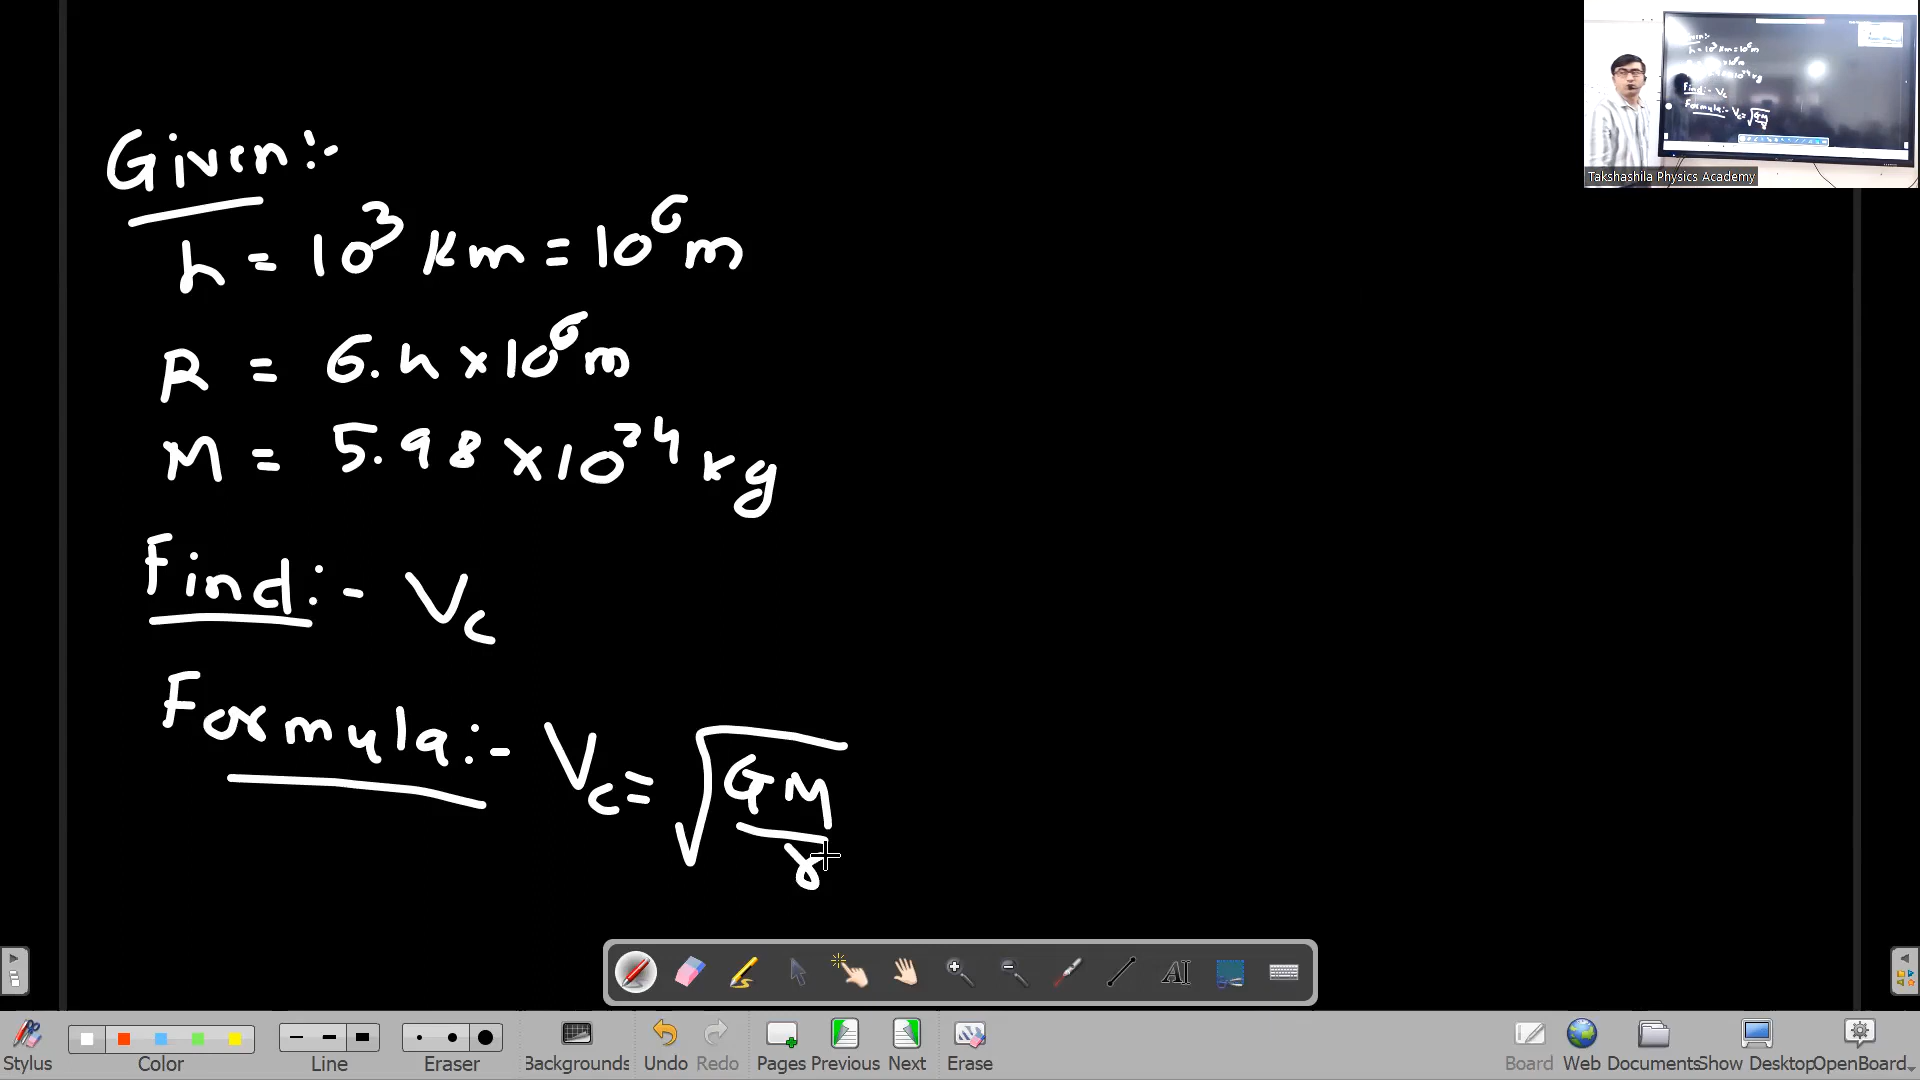 Given:-
h = 10³ Km = 10⁶ m
R = 6.4 × 10⁶ m
M = 5.98 × 10²⁴ kg
Find:- Vc
Formula:- Vc = √(GM/r)
Takshashila Physics Academy
Stylus
Color
Line
Eraser
Backgrounds
Undo
Redo
Pages
Previous
Next
Erase
Board
Web
Documents
Show Desktop
OpenBoard